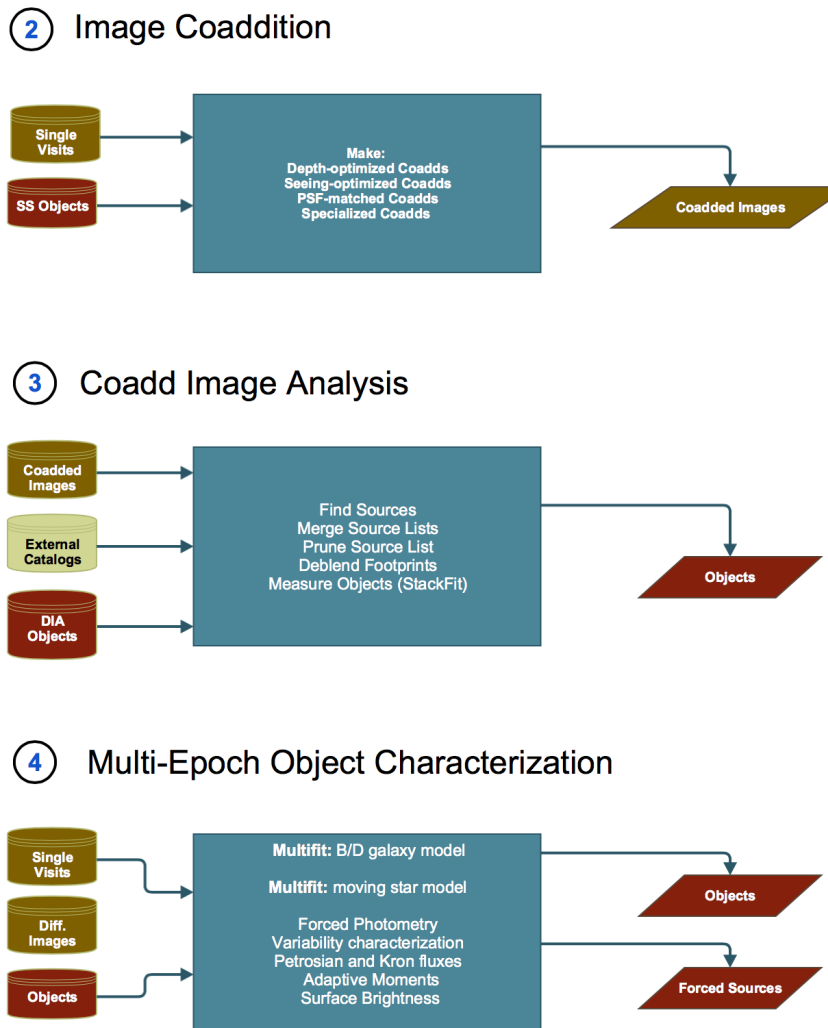 2 Image Coaddition
Single
Visits
SS Objects
Make:
Depth-optimized Coadds
Seeing-optimized Coadds
PSF-matched Coadds
Specialized Coadds
Coadded Images
3 Coadd Image Analysis
Coadded
Images
External
Catalogs
DIA
Objects
Find Sources
Merge Source Lists
Prune Source List
Deblend Footprints
Measure Objects (StackFit)
Objects
4 Multi-Epoch Object Characterization
Single
Visits
Diff.
Images
Objects
Multifit: B/D galaxy model
Multifit: moving star model
Forced Photometry
Variability characterization
Petrosian and Kron fluxes
Adaptive Moments
Surface Brightness
Objects
Forced Sources